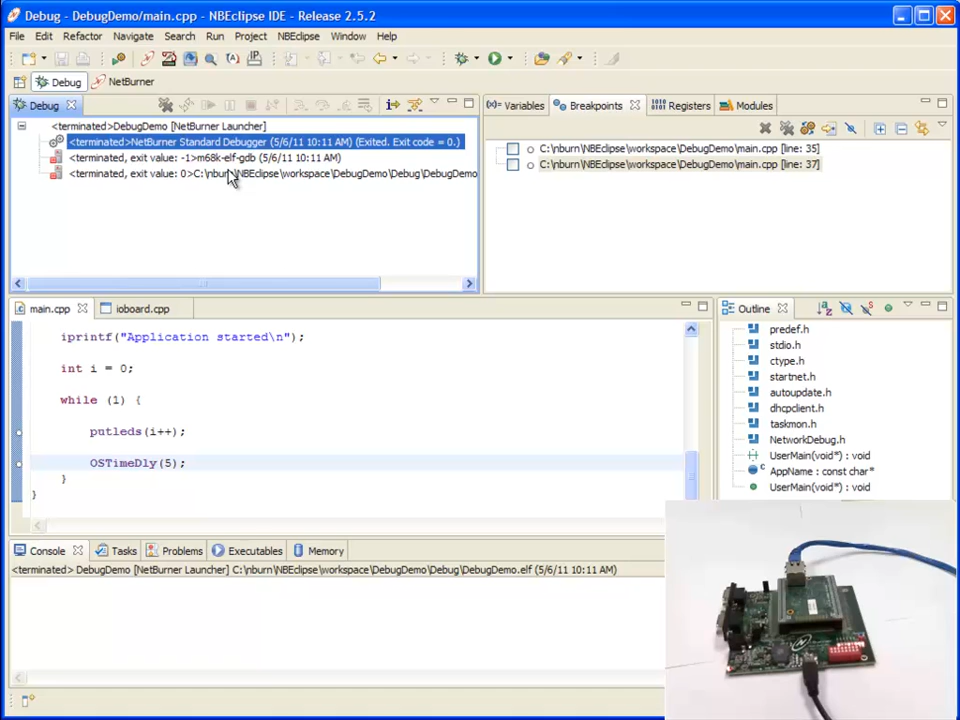 Debug - DebugDemo/main.cpp - NBEclipse IDE - Release 2.5.2
File Edit Refactor Navigate Search Run Project NBEclipse Window Help
Debug NetBurner
Debug
<terminated>DebugDemo [NetBurner Launcher]
<terminated>NetBurner Standard Debugger (5/6/11 10:11 AM) (Exited. Exit code = 0.)
<terminated, exit value: -1>m68k-elf-gdb (5/6/11 10:11 AM)
<terminated, exit value: 0>C:\nburn\NBEclipse\workspace\DebugDemo\Debug\DebugDemo
Variables Breakpoints Registers Modules
C:\nburn\NBEclipse\workspace\DebugDemo\main.cpp [line: 35]
C:\nburn\NBEclipse\workspace\DebugDemo\main.cpp [line: 37]
main.cpp ioboard.cpp
iprintf("Application started\n");
int i = 0;
while (1) {
putleds(i++);
OSTimeDly(5);
}
}
Outline
predef.h
stdio.h
ctype.h
startnet.h
autoupdate.h
dhcpclient.h
taskmon.h
NetworkDebug.h
UserMain(void*) : void
AppName : const char*
UserMain(void*) : void
Console Tasks Problems Executables Memory
<terminated> DebugDemo [NetBurner Launcher] C:\nburn\NBEclipse\workspace\DebugDemo\Debug\DebugDemo.elf (5/6/11 10:11 AM)